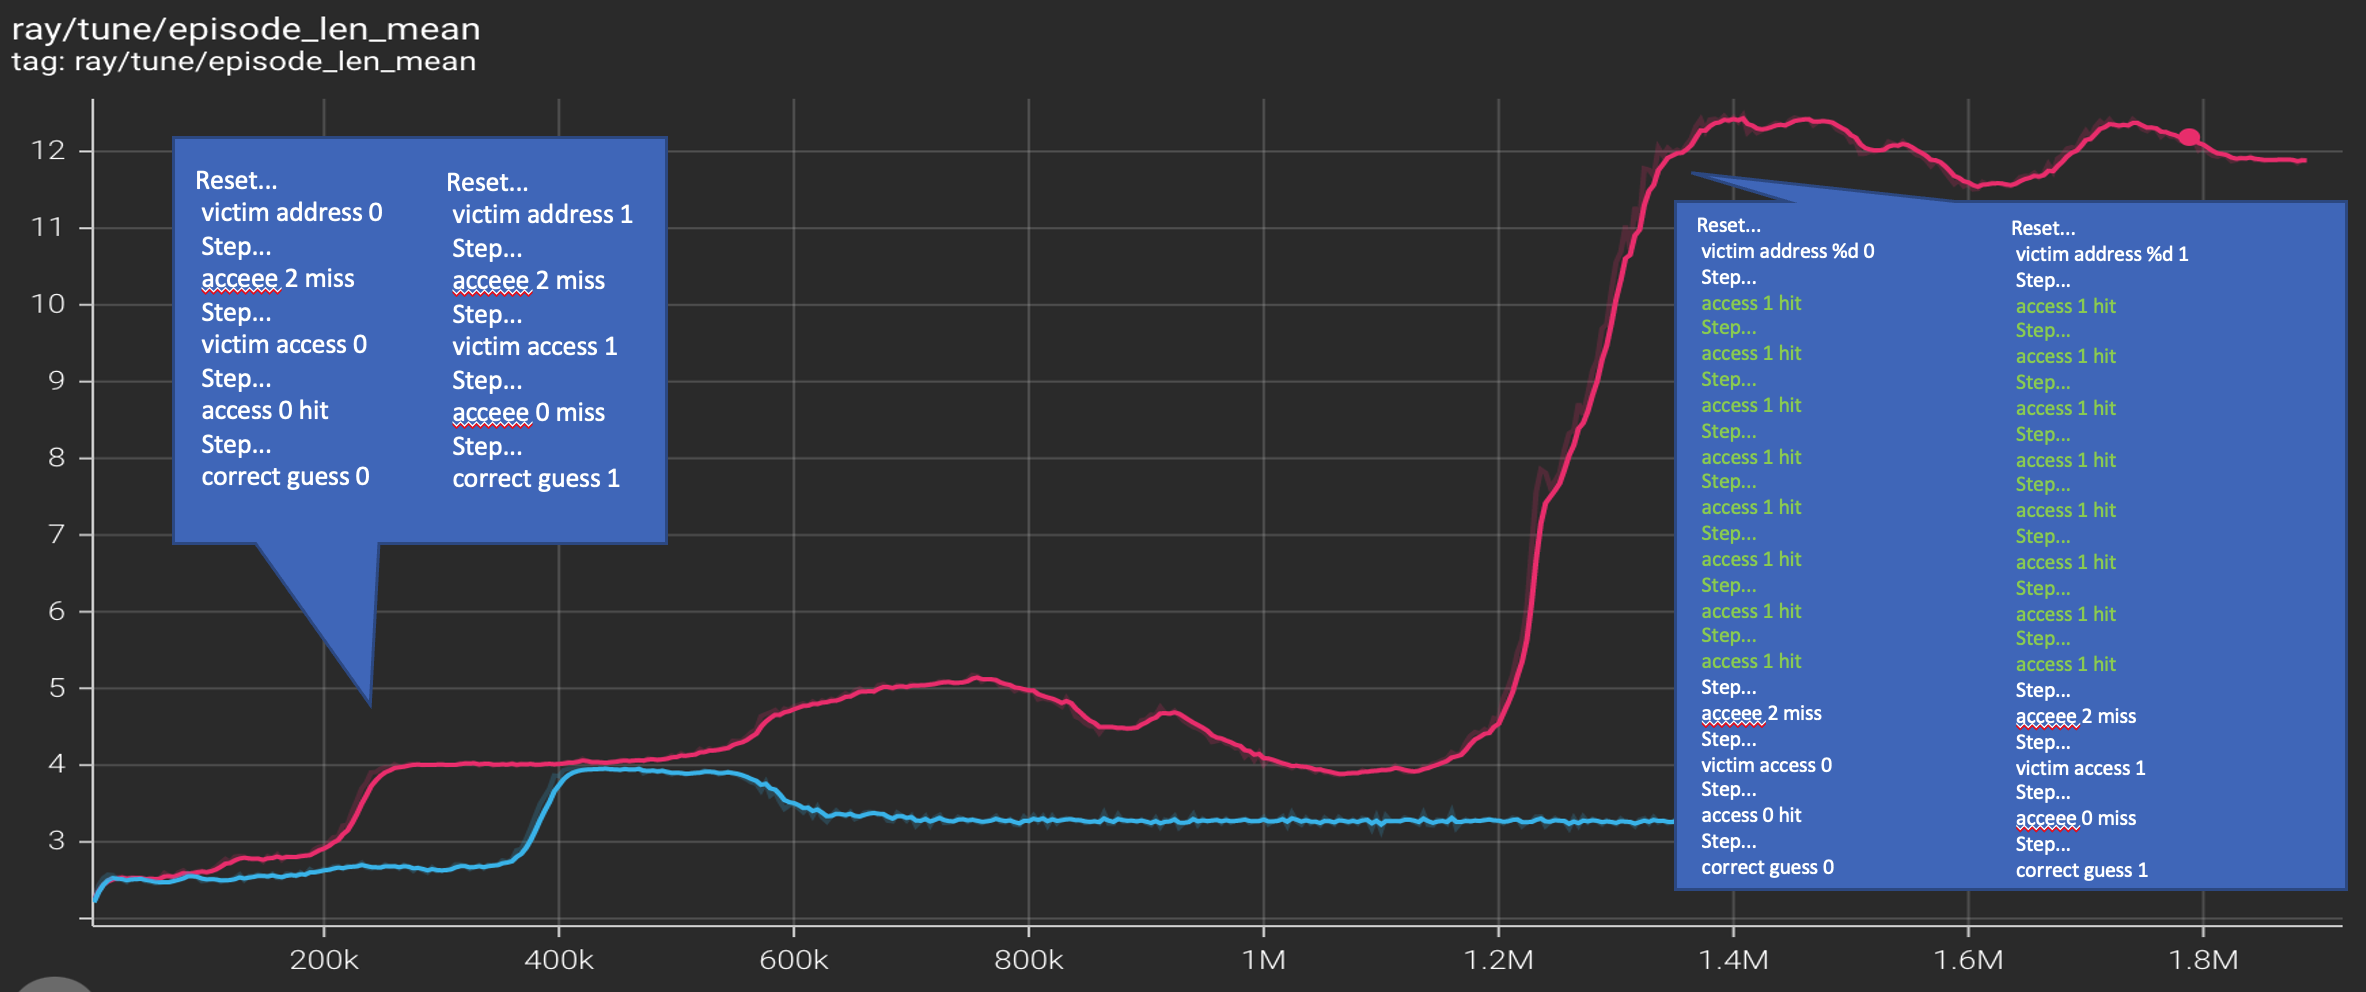 ray/tune/episode_len_mean
tag: ray/tune/episode_len_mean
12
11
10
9
8
7
6
5
4
3
200k
400k
600k
800k
1M
1.2M
1.4M
1.6M
1.8M
Reset...
victim address 0
Step...
acceee 2 miss
Step...
victim access 0
Step...
access 0 hit
Step...
correct guess 0
Reset...
victim address 1
Step...
acceee 2 miss
Step...
victim access 1
Step...
acceee 0 miss
Step...
correct guess 1
Reset...
victim address %d 0
Step...
access 1 hit
Step...
access 1 hit
Step...
access 1 hit
Step...
access 1 hit
Step...
access 1 hit
Step...
access 1 hit
Step...
access 1 hit
Step...
access 1 hit
Step...
acceee 2 miss
Step...
victim access 0
Step...
access 0 hit
Step...
correct guess 0
Reset...
victim address %d 1
Step...
access 1 hit
Step...
access 1 hit
Step...
access 1 hit
Step...
access 1 hit
Step...
access 1 hit
Step...
access 1 hit
Step...
access 1 hit
Step...
access 1 hit
Step...
acceee 2 miss
Step...
victim access 1
Step...
acceee 0 miss
Step...
correct guess 1